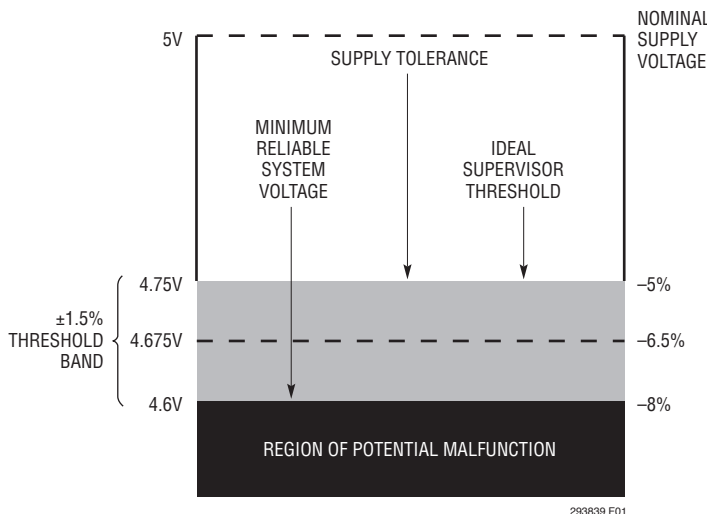 NOMINAL
SUPPLY
VOLTAGE
5V
SUPPLY TOLERANCE
MINIMUM
RELIABLE
SYSTEM
VOLTAGE
IDEAL
SUPERVISOR
THRESHOLD
4.75V
–5%
±1.5%
THRESHOLD
BAND
4.675V
–6.5%
4.6V
–8%
REGION OF POTENTIAL MALFUNCTION
293839 F01